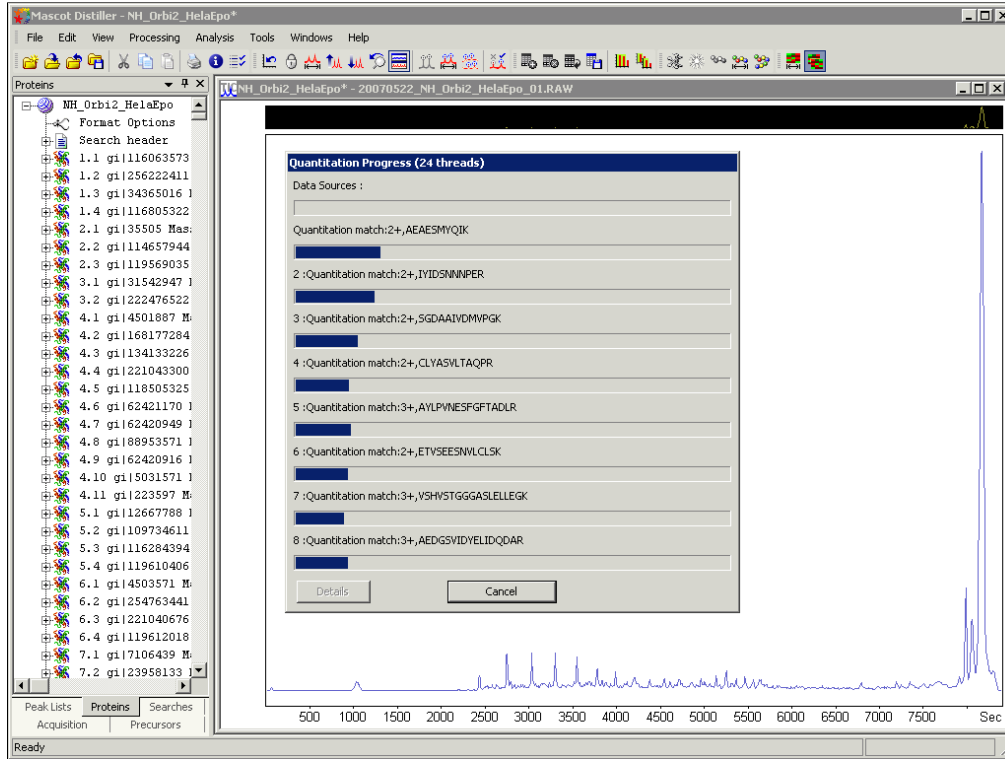 Mascot Distiller - NH_Orbi2_HelaEpo*
File Edit View Processing Analysis Tools Windows Help
Proteins
NH_Orbi2_HelaEpo
Format Options
Search header
1.1 gi|116063573
1.2 gi|256222411
1.3 gi|34365016
1.4 gi|116805322
2.1 gi|35505 Mas
2.2 gi|114657944
2.3 gi|119569035
3.1 gi|31542947
3.2 gi|222476522
4.1 gi|4501887 M
4.2 gi|168177284
4.3 gi|134133226
4.4 gi|221043300
4.5 gi|118505325
4.6 gi|62421170
4.7 gi|62420949
4.8 gi|88953571
4.9 gi|62420916
4.10 gi|5031571
4.11 gi|223597 M
5.1 gi|12667788
5.2 gi|109734611
5.3 gi|116284394
5.4 gi|119610406
6.1 gi|4503571 M
6.2 gi|254763441
6.3 gi|221040676
6.4 gi|119612018
7.1 gi|7106439 M
7.2 gi|23958133
Peak Lists Proteins Searches
Acquisition Precursors
Ready
NH_Orbi2_HelaEpo* - 20070522_NH_Orbi2_HelaEpo_01.RAW
Quantitation Progress (24 threads)
Data Sources :
Quantitation match:2+,AEAESMYQIK
2 :Quantitation match:2+,IYIDSNNNPER
3 :Quantitation match:2+,SGDAAIVDMVPGK
4 :Quantitation match:2+,CLYASVLTAQPR
5 :Quantitation match:3+,AYLPVNESFGFTADLR
6 :Quantitation match:2+,ETVSEESNVLCLSK
7 :Quantitation match:3+,VSHVSTGGGASLELLEGK
8 :Quantitation match:3+,AEDGSVIDYELIDQDAR
Details Cancel
500 1000 1500 2000 2500 3000 3500 4000 4500 5000 5500 6000 6500 7000 7500 Sec